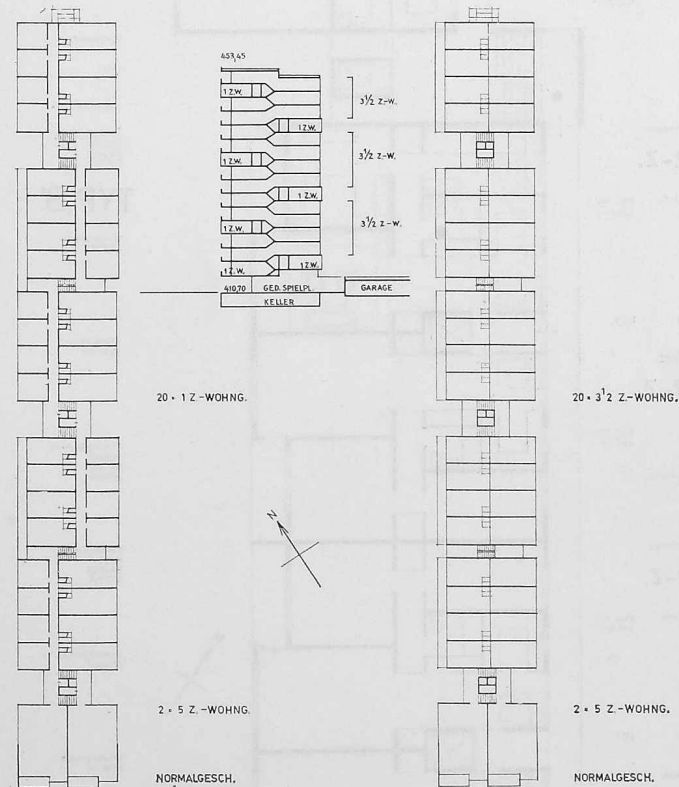 453,45
1 Z.W.
3½ Z.-W.
1 Z.W.
1 Z.W.
3½ Z.-W.
1 Z.W.
1 Z.W.
3½ Z-W.
1 Z.W.
1 Z.W.
410,70 GED. SPIELPL. GARAGE
KELLER
20 · 1 Z.-WOHNG.
20 · 3½ Z.-WOHNG.
N
2 · 5 Z.-WOHNG.
2 · 5 Z.-WOHNG.
NORMALGESCH.
NORMALGESCH.